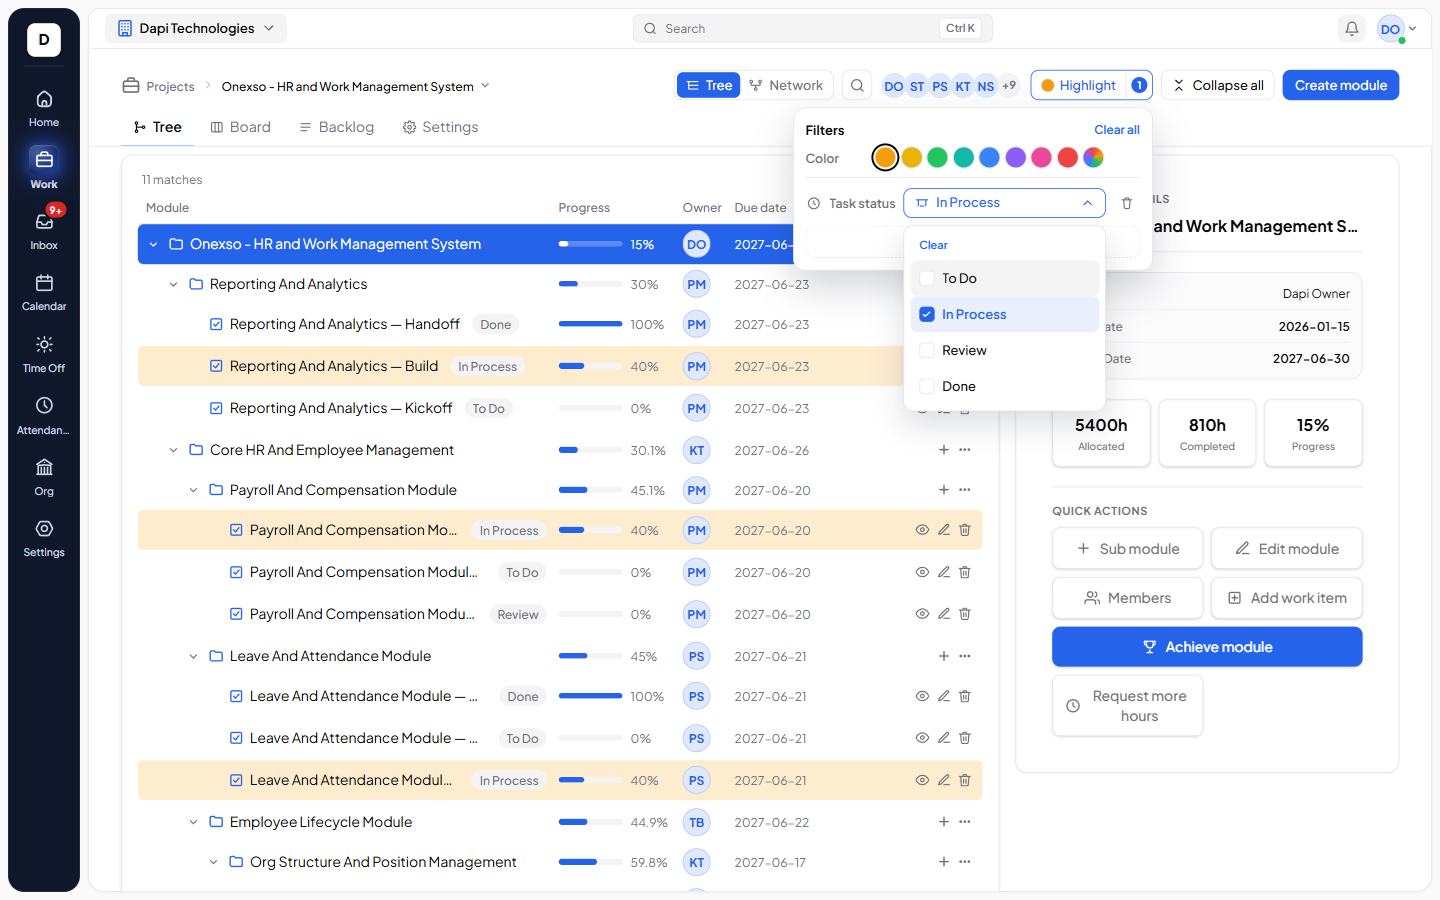 D
Home
Work
9+
Inbox
Calendar
Time Off
Attendan...
Org
Settings
Dapi Technologies
Search
Ctrl K
DO
Projects
Onexso - HR and Work Management System
Tree
Network
DO ST PS KT NS +9
Highlight 1
Collapse all
Create module
Tree
Board
Backlog
Settings
Filters
Clear all
Color
Task status
In Process
Clear
To Do
In Process
Review
Done
11 matches
Module Progress Owner Due date
Onexso - HR and Work Management System 15% DO 2027-06-
Reporting And Analytics 30% PM 2027-06-23
Reporting And Analytics — Handoff Done 100% PM 2027-06-23
Reporting And Analytics — Build In Process 40% PM 2027-06-23
Reporting And Analytics — Kickoff To Do 0% PM 2027-06-23
Core HR And Employee Management 30.1% KT 2027-06-26
Payroll And Compensation Module 45.1% PM 2027-06-20
Payroll And Compensation Mo... In Process 40% PM 2027-06-20
Payroll And Compensation Modul... To Do 0% PM 2027-06-20
Payroll And Compensation Modu... Review 0% PM 2027-06-20
Leave And Attendance Module 45% PS 2027-06-21
Leave And Attendance Module — ... Done 100% PS 2027-06-21
Leave And Attendance Module — ... To Do 0% PS 2027-06-21
Leave And Attendance Modul... In Process 40% PS 2027-06-21
Employee Lifecycle Module 44.9% TB 2027-06-22
Org Structure And Position Management 59.8% KT 2027-06-17
ILS
and Work Management S...
Dapi Owner
ate 2026-01-15
Date 2027-06-30
5400h
Allocated
810h
Completed
15%
Progress
QUICK ACTIONS
Sub module
Edit module
Members
Add work item
Achieve module
Request more
hours